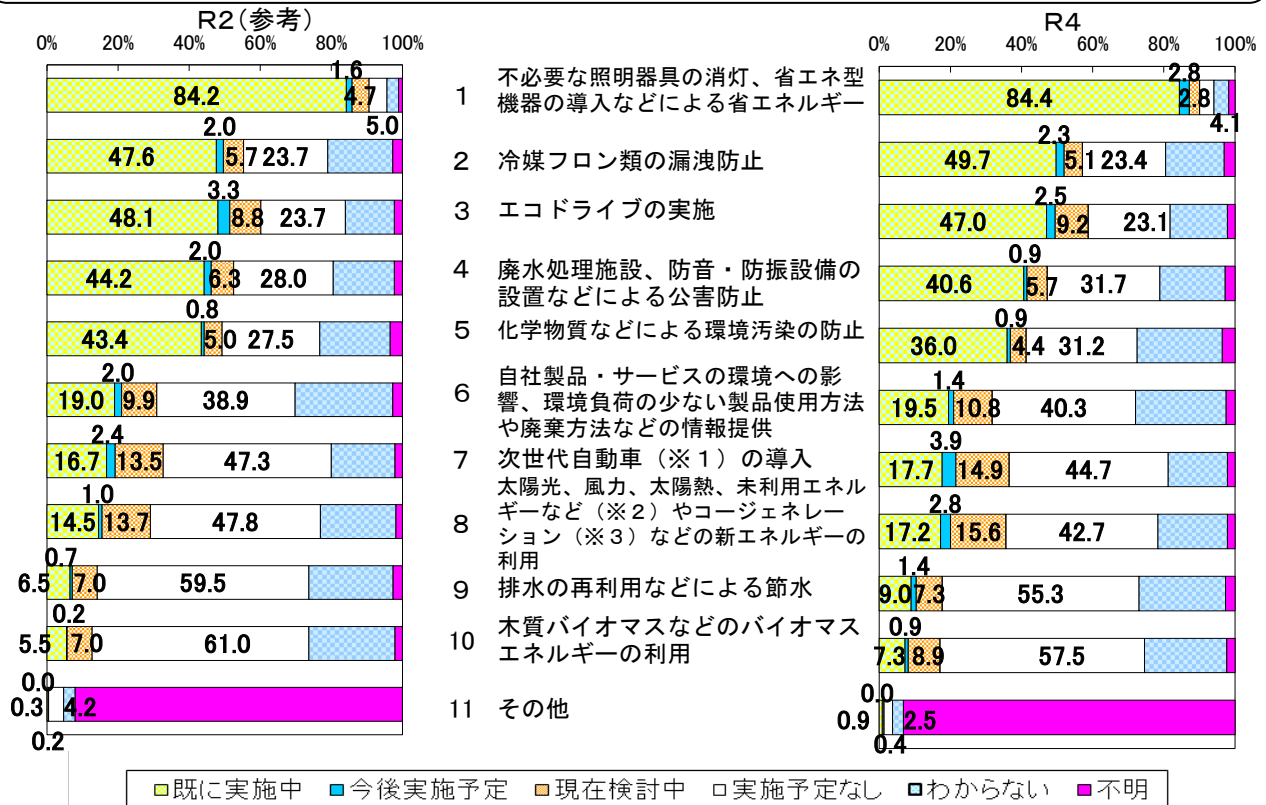 R2(参考)
0% 20% 40% 60% 80% 100%
R4
0% 20% 40% 60% 80% 100%
1.6
84.2 4.7
5.0
1 不必要な照明器具の消灯、省エネ型
機器の導入などによる省エネルギー
2.8
84.4 2.8
4.1
2.0
47.6 5.7 23.7
2 冷媒フロン類の漏洩防止
2.3
49.7 5.1 23.4
3.3
48.1 8.8 23.7
3 エコドライブの実施
2.5
47.0 9.2 23.1
2.0
44.2 6.3 28.0
4 廃水処理施設、防音・防振設備の
設置などによる公害防止
0.9
40.6 5.7 31.7
0.8
43.4 5.0 27.5
5 化学物質などによる環境汚染の防止
0.9
36.0 4.4 31.2
2.0
19.0 9.9 38.9
6 自社製品・サービスの環境への影
響、環境負荷の少ない製品使用方法
や廃棄方法などの情報提供
1.4
19.5 10.8 40.3
2.4
16.7 13.5 47.3
7 次世代自動車（※１）の導入
3.9
17.7 14.9 44.7
1.0
14.5 13.7 47.8
8 太陽光、風力、太陽熱、未利用エネル
ギーなど（※２）やコージェネレー
ション（※３）などの新エネルギーの
利用
2.8
17.2 15.6 42.7
0.7
6.5 7.0 59.5
9 排水の再利用などによる節水
1.4
9.0 7.3 55.3
0.2
5.5 7.0 61.0
10 木質バイオマスなどのバイオマス
エネルギーの利用
0.9
7.3 8.9 57.5
0.0
0.3 4.2
0.2
11 その他
0.0
0.9 2.5
0.4
既に実施中 今後実施予定 現在検討中 実施予定なし わからない 不明